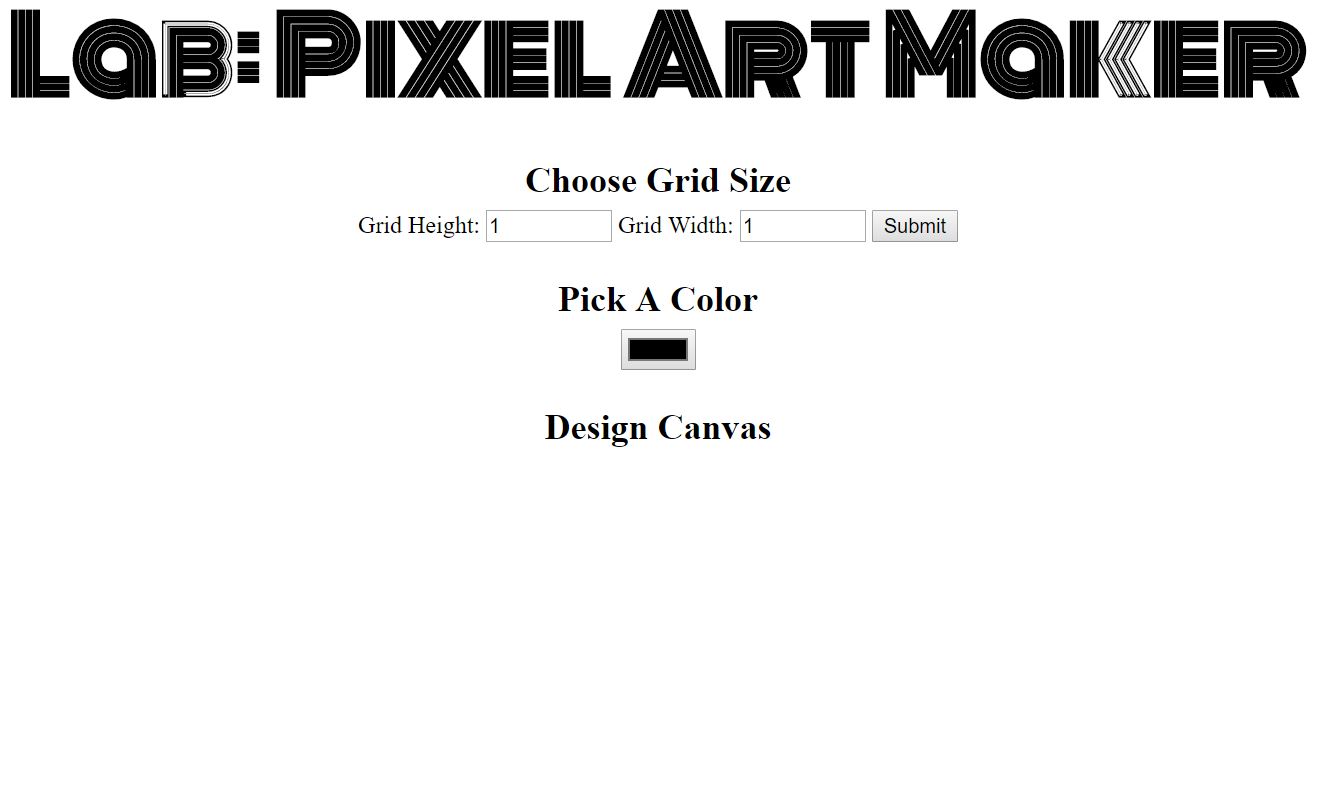 Lab: Pixel Art Maker
Choose Grid Size
Grid Height: 1 Grid Width: 1 Submit
Pick A Color
Design Canvas